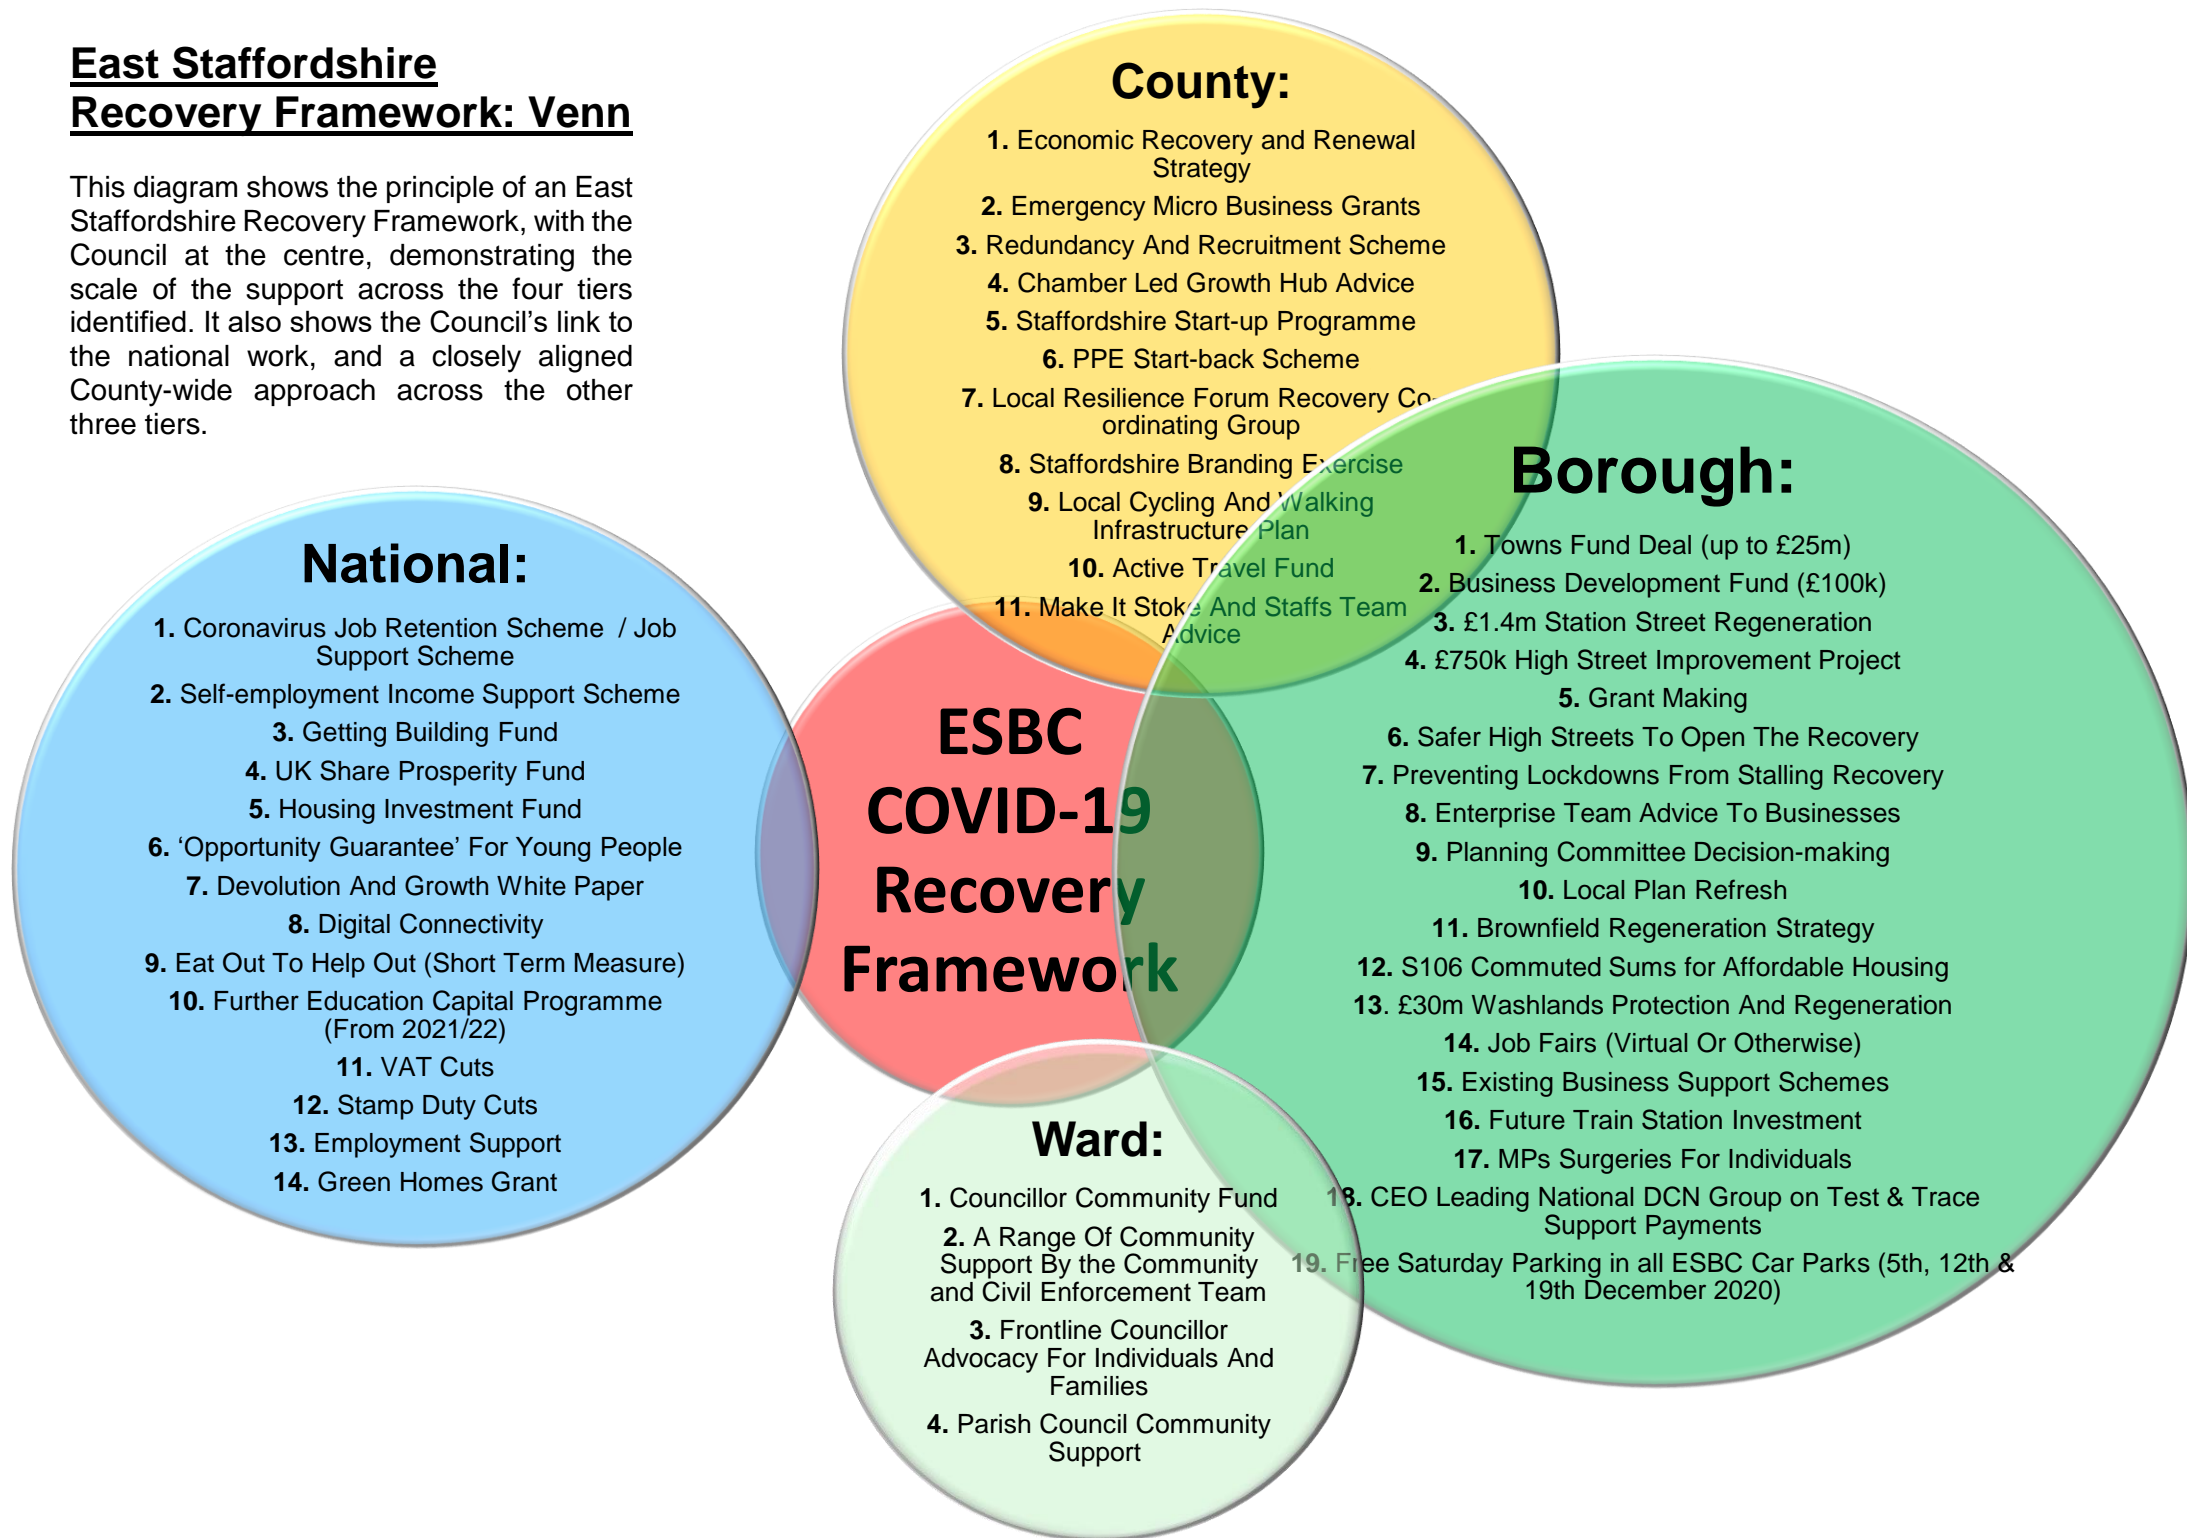 East Staffordshire
Recovery Framework: Venn
This diagram shows the principle of an East
Staffordshire Recovery Framework, with the
Council at the centre, demonstrating the
scale of the support across the four tiers
identified. It also shows the Council’s link to
the national work, and a closely aligned
County-wide approach across the other
three tiers.
County:
1. Economic Recovery and Renewal
Strategy
2. Emergency Micro Business Grants
3. Redundancy And Recruitment Scheme
4. Chamber Led Growth Hub Advice
5. Staffordshire Start-up Programme
6. PPE Start-back Scheme
7. Local Resilience Forum Recovery Co-
ordinating Group
8. Staffordshire Branding Exercise
9. Local Cycling And Walking
Infrastructure Plan
10. Active Travel Fund
11. Make It Stoke And Staffs Team
Advice
National:
1. Coronavirus Job Retention Scheme / Job
Support Scheme
2. Self-employment Income Support Scheme
3. Getting Building Fund
4. UK Share Prosperity Fund
5. Housing Investment Fund
6. ‘Opportunity Guarantee’ For Young People
7. Devolution And Growth White Paper
8. Digital Connectivity
9. Eat Out To Help Out (Short Term Measure)
10. Further Education Capital Programme
(From 2021/22)
11. VAT Cuts
12. Stamp Duty Cuts
13. Employment Support
14. Green Homes Grant
ESBC
COVID-19
Recovery
Framework
Borough:
1. Towns Fund Deal (up to £25m)
2. Business Development Fund (£100k)
3. £1.4m Station Street Regeneration
4. £750k High Street Improvement Project
5. Grant Making
6. Safer High Streets To Open The Recovery
7. Preventing Lockdowns From Stalling Recovery
8. Enterprise Team Advice To Businesses
9. Planning Committee Decision-making
10. Local Plan Refresh
11. Brownfield Regeneration Strategy
12. S106 Commuted Sums for Affordable Housing
13. £30m Washlands Protection And Regeneration
14. Job Fairs (Virtual Or Otherwise)
15. Existing Business Support Schemes
16. Future Train Station Investment
17. MPs Surgeries For Individuals
18. CEO Leading National DCN Group on Test & Trace
Support Payments
19. Free Saturday Parking in all ESBC Car Parks (5th, 12th &
19th December 2020)
Ward:
1. Councillor Community Fund
2. A Range Of Community
Support By the Community
and Civil Enforcement Team
3. Frontline Councillor
Advocacy For Individuals And
Families
4. Parish Council Community
Support